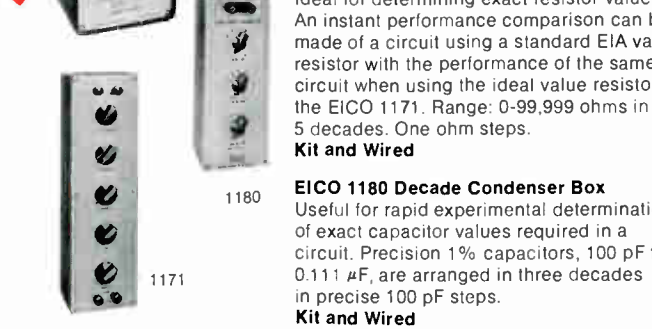 Ideal for determining exact resistor value
An instant performance comparison can b
made of a circuit using a standard EIA va
resistor with the performance of the same
circuit when using the ideal value resisto
the EICO 1171. Range: 0-99,999 ohms in
5 decades. One ohm steps.
Kit and Wired
1180
EICO 1180 Decade Condenser Box
Useful for rapid experimental determinati
of exact capacitor values required in a
circuit. Precision 1% capacitors, 100 pF
0.111 µF, are arranged in three decades
in precise 100 pF steps.
Kit and Wired
1171